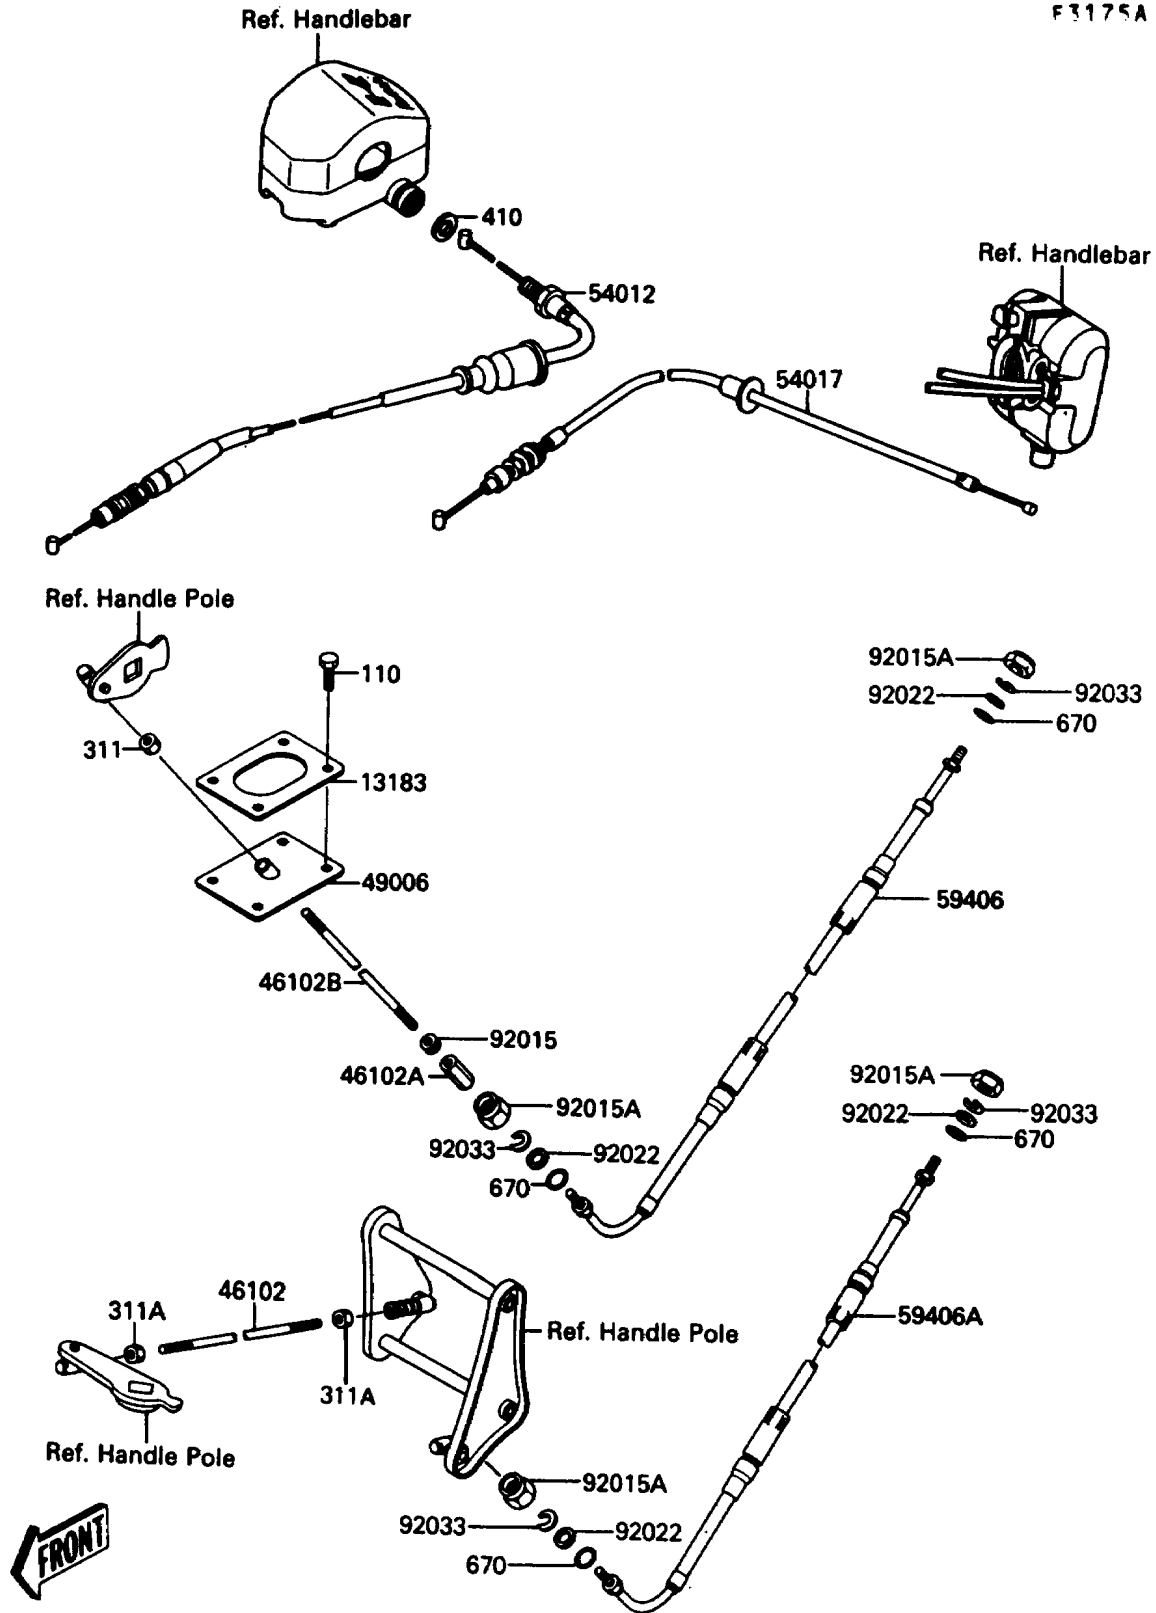 Ref. Handlebar
F3175A
410
Ref. Handlebar
54012
54017
Ref. Handle Pole
110
311
13183
49006
92015A
92022
92033
670
59406
46102B
92015
46102A
92015A
92033
92022
670
92015A
92022
92033
670
46102
311A
311A
Ref. Handle Pole
59406A
Ref. Handle Pole
92015A
92033
92022
670
FRONT